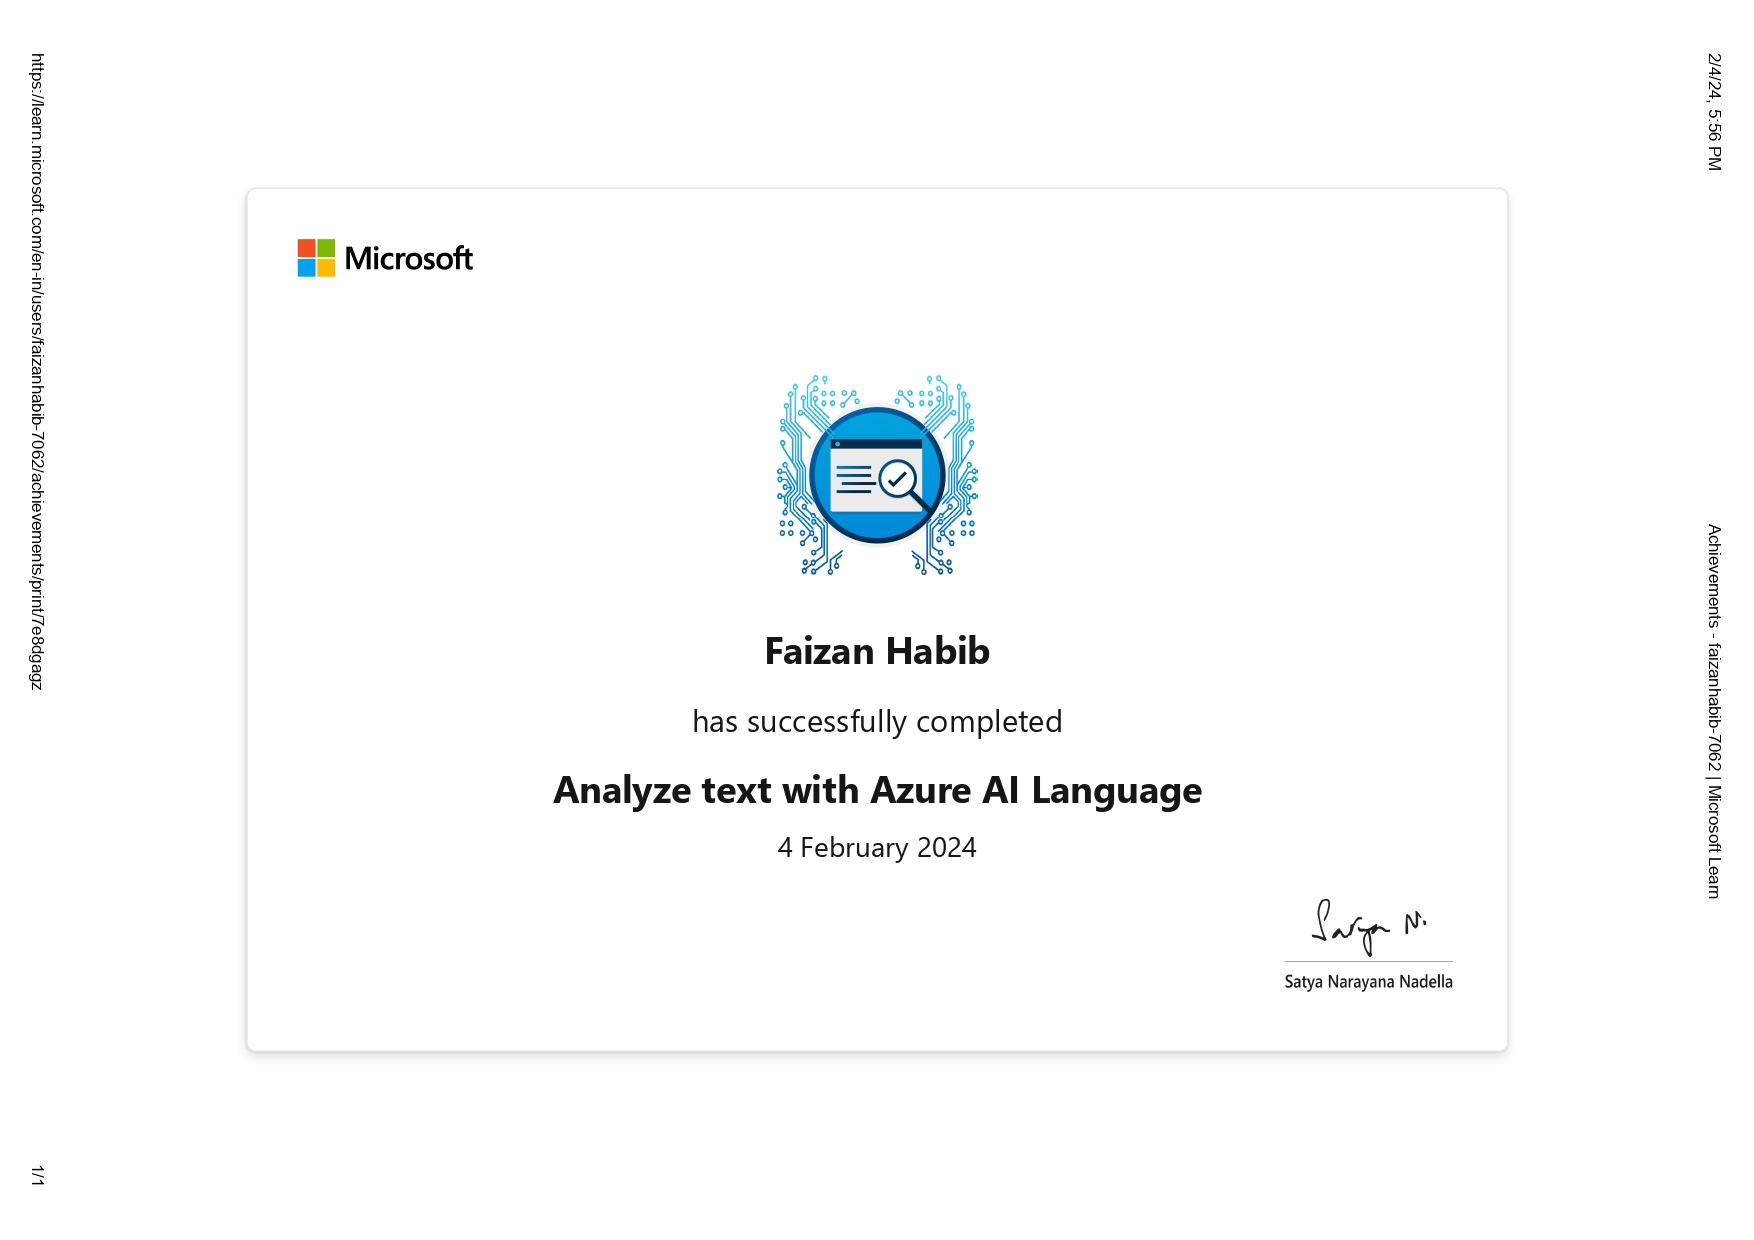 2/4/24, 5:56 PM
Achievements - faizanhabib-7062 | Microsoft Learn
Microsoft
Faizan Habib
has successfully completed
Analyze text with Azure AI Language
4 February 2024
Satya N.
Satya Narayana Nadella
https://learn.microsoft.com/en-in/users/faizanhabib-7062/achievements/print/7e8dgagz
1/1